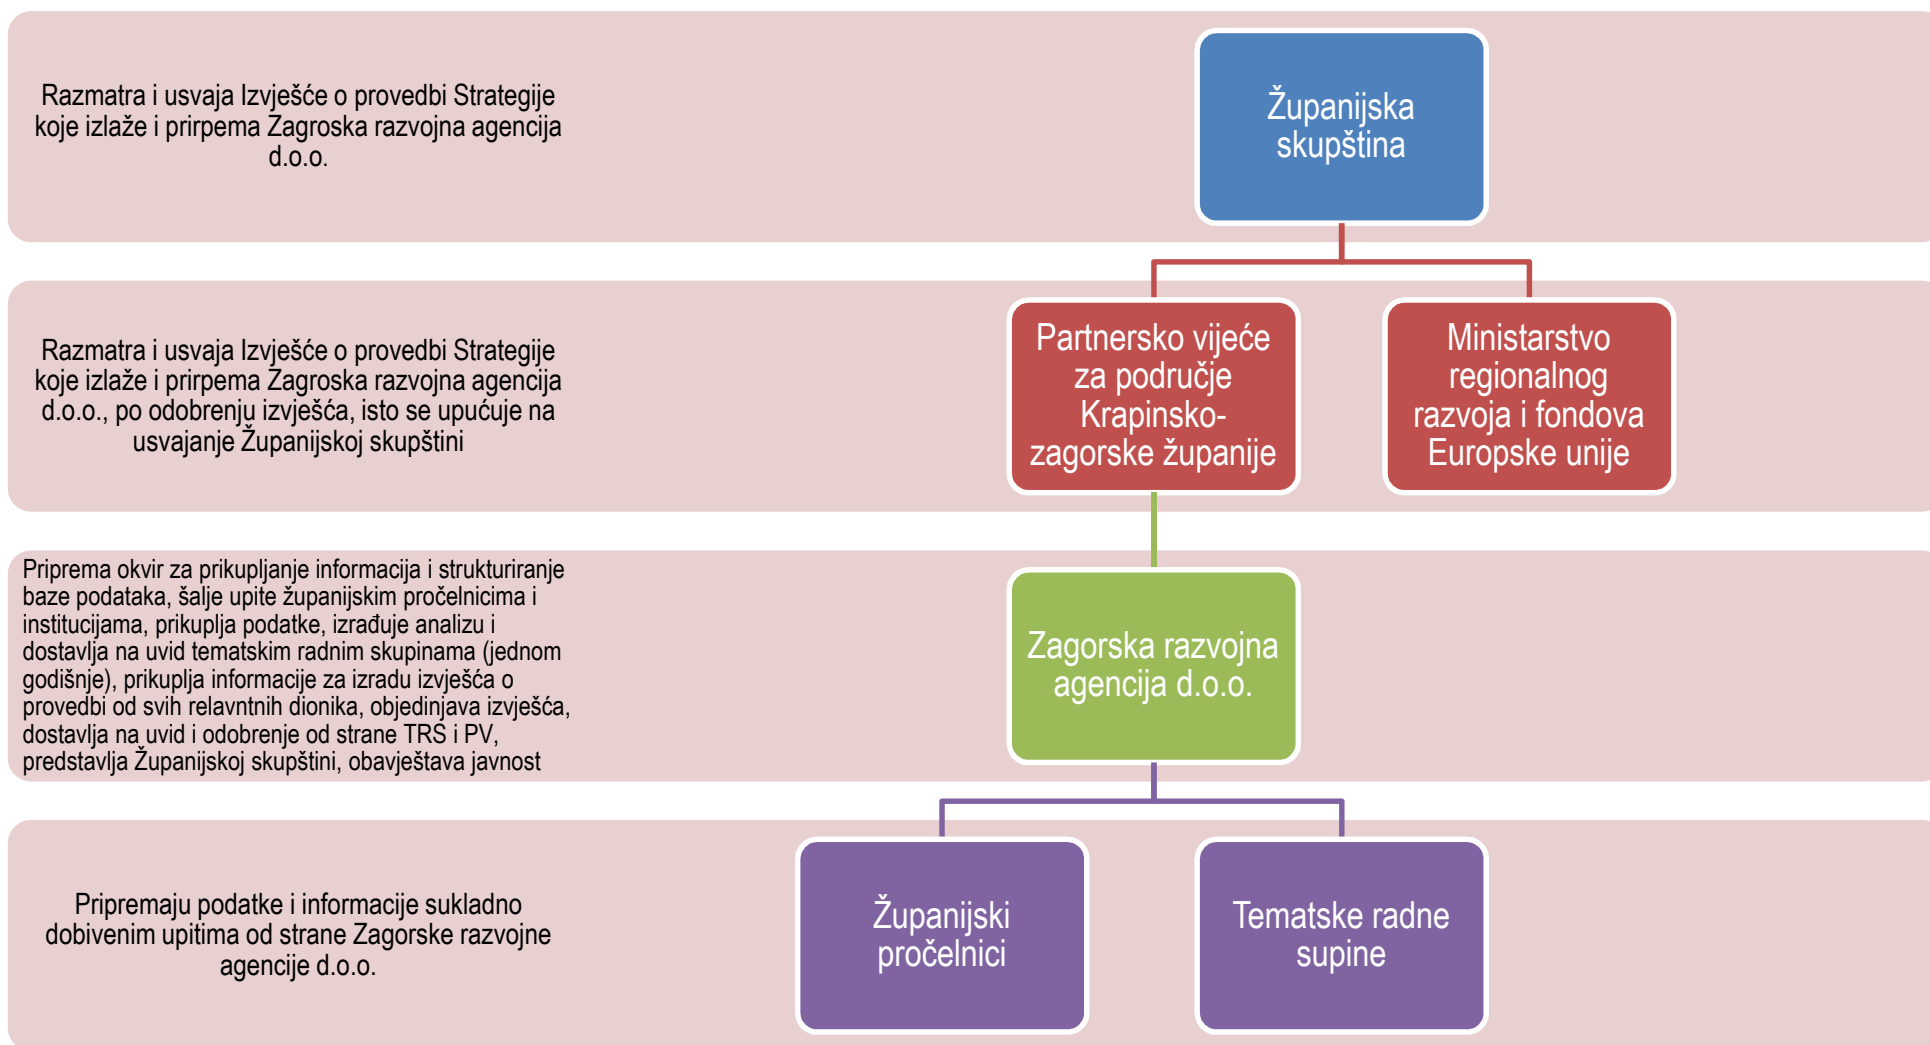 Razmatra i usvaja Izvješće o provedbi Strategije
koje izlaže i prirpema Zagroska razvojna agencija
d.o.o.
Županijska
skupština
Razmatra i usvaja Izvješće o provedbi Strategije
koje izlaže i prirpema Zagroska razvojna agencija
d.o.o., po odobrenju izvješća, isto se upućuje na
usvajanje Županijskoj skupštini
Partnersko vijeće
za područje
Krapinsko-
zagorske županije
Ministarstvo
regionalnog
razvoja i fondova
Europske unije
Priprema okvir za prikupljanje informacija i strukturiranje
baze podataka, šalje upite županijskim pročelnicima i
institucijama, prikuplja podatke, izrađuje analizu i
dostavlja na uvid tematskim radnim skupinama (jednom
godišnje), prikuplja informacije za izradu izvješća o
provedbi od svih relavntnih dionika, objedinjava izvješća,
dostavlja na uvid i odobrenje od strane TRS i PV,
predstavlja Županijskoj skupštini, obavještava javnost
Zagorska razvojna
agencija d.o.o.
Pripremaju podatke i informacije sukladno
dobivenim upitima od strane Zagorske razvojne
agencije d.o.o.
Županijski
pročelnici
Tematske radne
supine